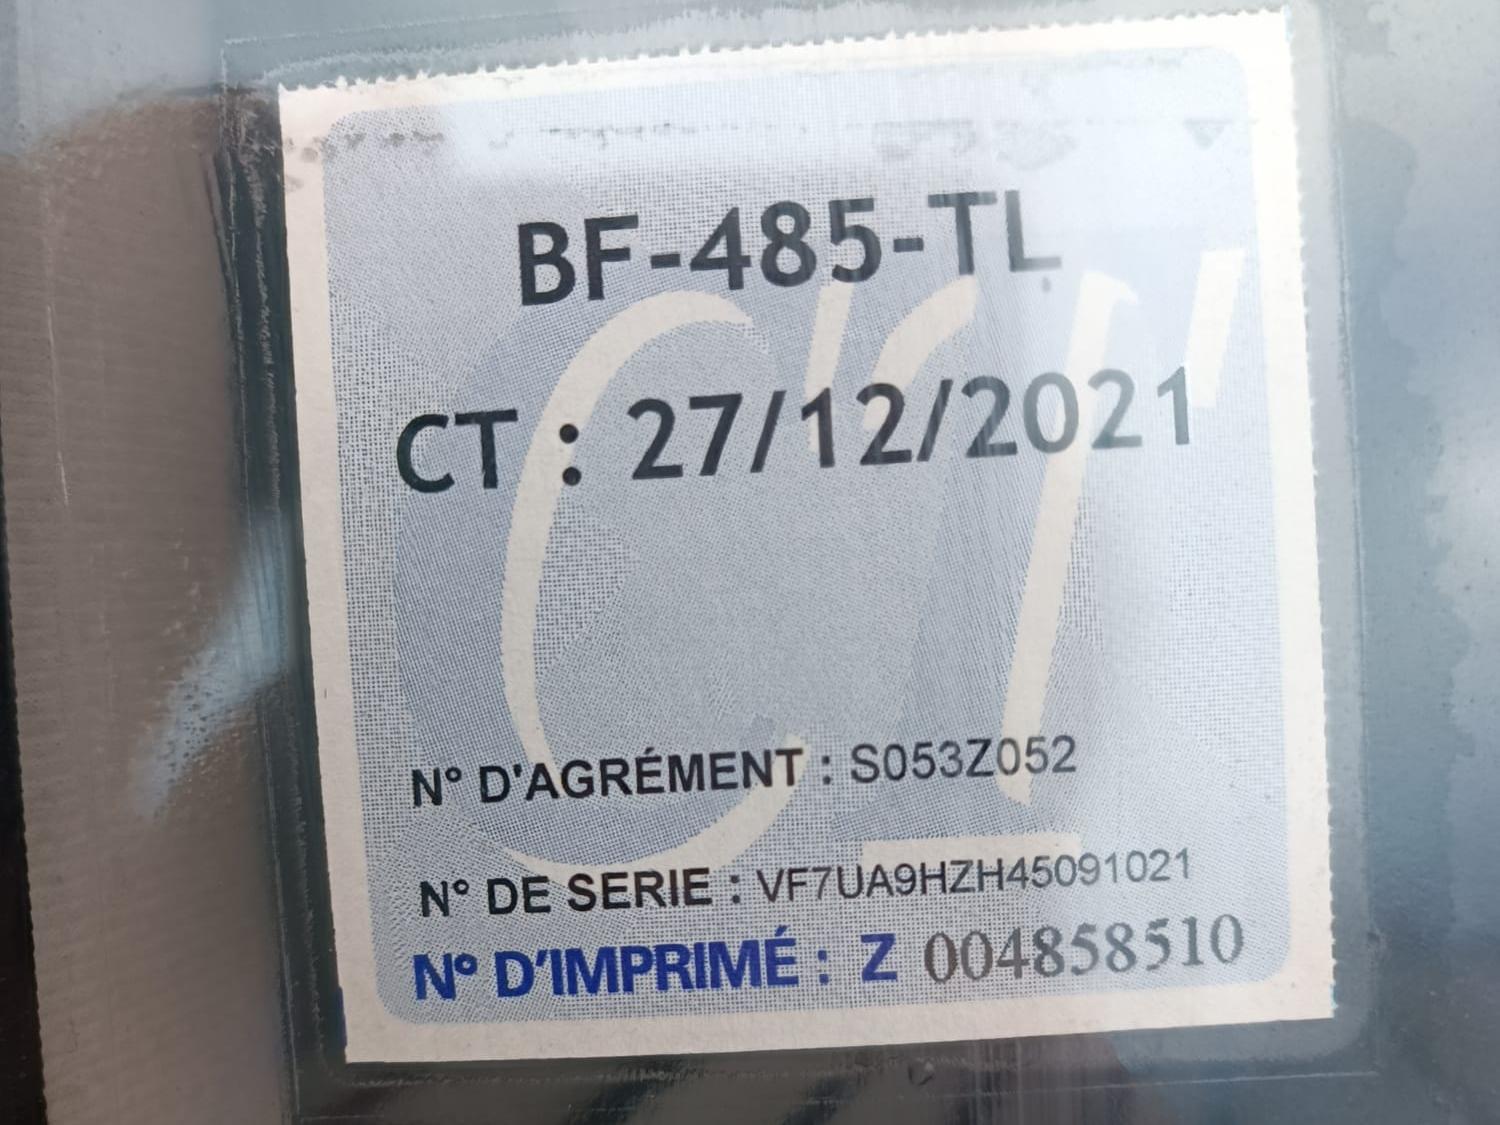 BF-485-TL
CT : 27/12/2021
N° D'AGRÉMENT : S053Z052
N° DE SERIE : VF7UA9HZH45091021
N° D'IMPRIMÉ : Z 004858510